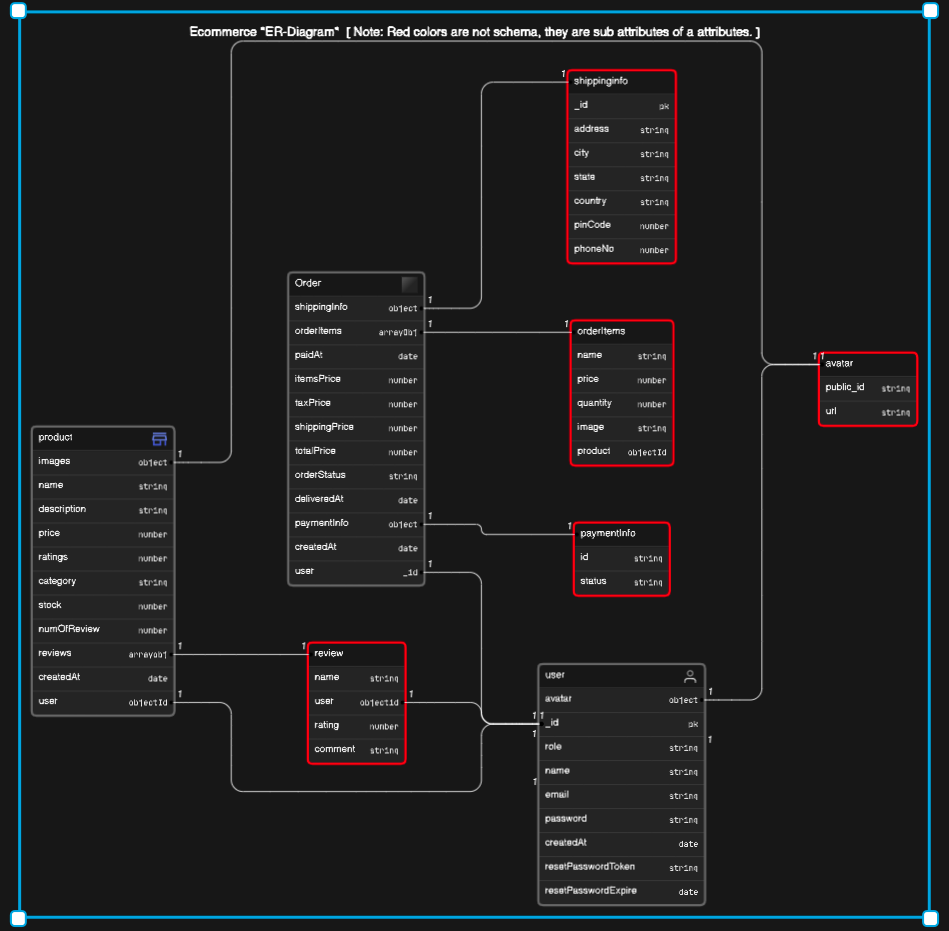 Ecommerce "ER-Diagram" [ Note: Red colors are not schema, they are sub attributes of a attributes. ]
1
shippinginfo
_id pk
address string
city string
state string
country string
pinCode number
phoneNo number
Order
shippingInfo object 1
orderItems arrayObj 1
paidAt date
itemsPrice number
taxPrice number
shippingPrice number
totalPrice number
orderStatus string
deliveredAt date
paymentInfo object 1
createdAt date
user _id 1
1
orderItems
name string
price number
quantity number
image string
product objectId
1 1
avatar
public_id string
url string
product
images object 1
name string
description string
price number
ratings number
category string
stock number
numOfReview number
reviews arrayobj 1
createdAt date
user objectId 1
1
paymentInfo
id string
status string
1
review
name string
user objectid 1
rating number
comment string
user
avatar object 1
1 1
_id pk
1
role string 1
name string
1
email string
password string
createdAt date
resetPasswordToken string
resetPasswordExpire date